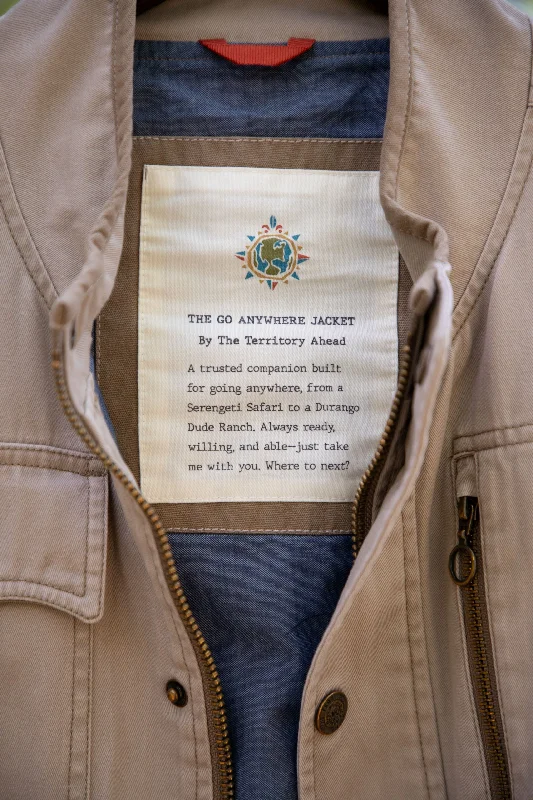 THE GO ANYWHERE JACKET
By The Territory Ahead
A trusted companion built
for going anywhere, from a
Serengeti Safari to a Durango
Dude Ranch. Always ready,
willing, and able—just take
me with you. Where to next?